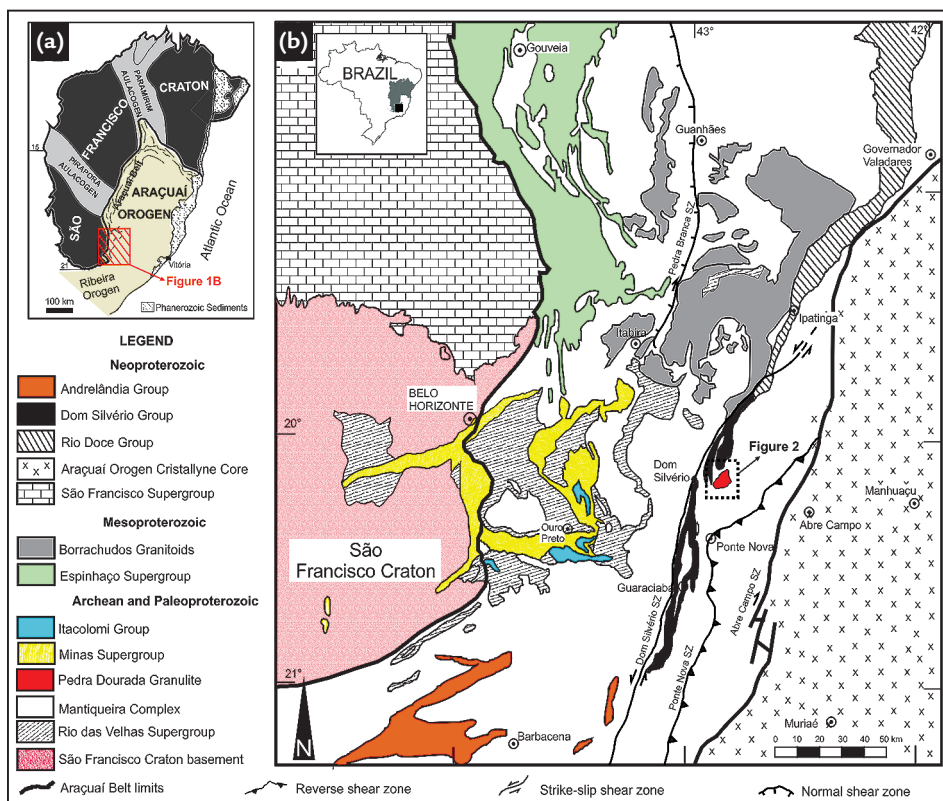 (a)
PARAMIRIM
AULACOGEN
CRATON
FRANCISCO
15
PIRAPORA
AULACOGEN
Araçuaí Belt
ARAÇUAÍ
OROGEN
SÃO
Atlantic Ocean
Vitória
21
Ribeira
Orogen
Figure 1B
100 km
Phanerozoic Sediments
LEGEND
Neoproterozoic
Andrelândia Group
Dom Silvério Group
Rio Doce Group
Araçuaí Orogen Cristallyne Core
São Francisco Supergroup
Mesoproterozoic
Borrachudos Granitoids
Espinhaço Supergroup
Archean and Paleoproterozoic
Itacolomi Group
Minas Supergroup
Pedra Dourada Granulite
Mantiqueira Complex
Rio das Velhas Supergroup
São Francisco Craton basement
(b)
BRAZIL
Gouveia
43°
42°
Guanhães
Governador
Valadares
Pedra Branca SZ
Ipatinga
Itabira
BELO
HORIZONTE
20°
Figure 2
Dom
Silvério
Manhuaçu
Abre Campo
Ouro
Preto
Ponte Nova
São
Francisco Craton
Guaraciaba
Dom Silvério SZ
Abre Campo SZ
Ponte Nova SZ
21°
N
Barbacena
Muriaé
0 10 20 30 40 50 km
Araçuaí Belt limits
Reverse shear zone
Strike-slip shear zone
Normal shear zone